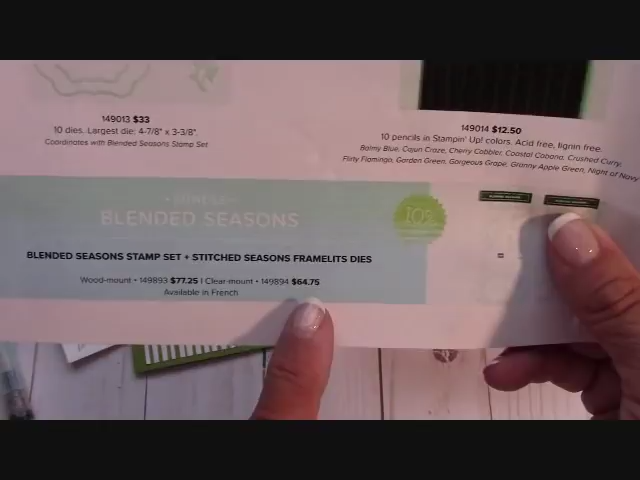 149013 $33
10 dies. Largest die: 4-7/8" x 3-3/8".
Coordinates with Blended Seasons Stamp Set
149014 $12.50
10 pencils in Stampin' Up! colors. Acid free, lignin free.
Balmy Blue, Cajun Craze, Cherry Cobbler, Coastal Cabana, Crushed Curry,
Flirty Flamingo, Garden Green, Gorgeous Grape, Granny Apple Green, Night of Navy
BUNDLE
BLENDED SEASONS
10%
BLENDED SEASONS STAMP SET + STITCHED SEASONS FRAMELITS DIES
Wood-mount • 149893 $77.25 | Clear-mount • 149894 $64.75
Available in French
=